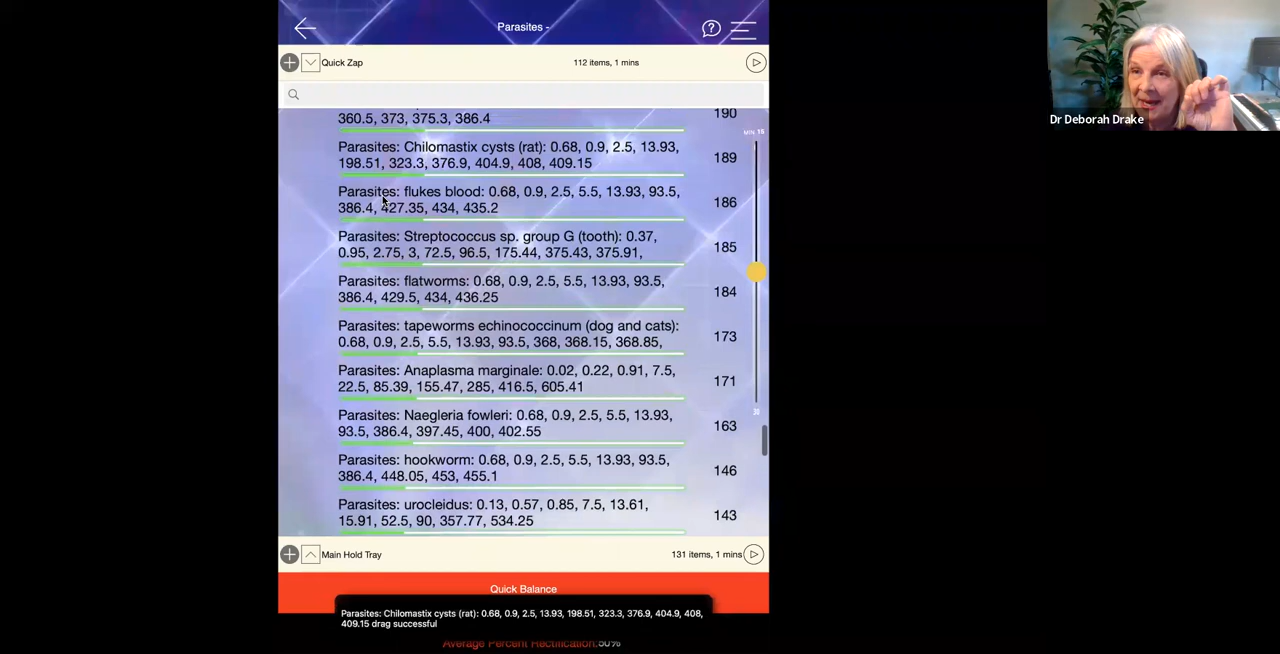 Parasites -
Quick Zap
112 items, 1 mins
360.5, 373, 375.3, 386.4
190
MIN 15
Parasites: Chilomastix cysts (rat): 0.68, 0.9, 2.5, 13.93,
198.51, 323.3, 376.9, 404.9, 408, 409.15
189
Parasites: flukes blood: 0.68, 0.9, 2.5, 5.5, 13.93, 93.5,
386.4, 427.35, 434, 435.2
186
Parasites: Streptococcus sp. group G (tooth): 0.37,
0.95, 2.75, 3, 72.5, 96.5, 175.44, 375.43, 375.91,
185
Parasites: flatworms: 0.68, 0.9, 2.5, 5.5, 13.93, 93.5,
386.4, 429.5, 434, 436.25
184
Parasites: tapeworms echinococcinum (dog and cats):
0.68, 0.9, 2.5, 5.5, 13.93, 93.5, 368, 368.15, 368.85,
173
Parasites: Anaplasma marginale: 0.02, 0.22, 0.91, 7.5,
22.5, 85.39, 155.47, 285, 416.5, 605.41
171
30
Parasites: Naegleria fowleri: 0.68, 0.9, 2.5, 5.5, 13.93,
93.5, 386.4, 397.45, 400, 402.55
163
Parasites: hookworm: 0.68, 0.9, 2.5, 5.5, 13.93, 93.5,
386.4, 448.05, 453, 455.1
146
Parasites: urocleidus: 0.13, 0.57, 0.85, 7.5, 13.61,
15.91, 52.5, 90, 357.77, 534.25
143
Main Hold Tray
131 items, 1 mins
Quick Balance
Parasites: Chilomastix cysts (rat): 0.68, 0.9, 2.5, 13.93, 198.51, 323.3, 376.9, 404.9, 408,
409.15 drag successful
Average Percent Rectification:50%
Dr Deborah Drake